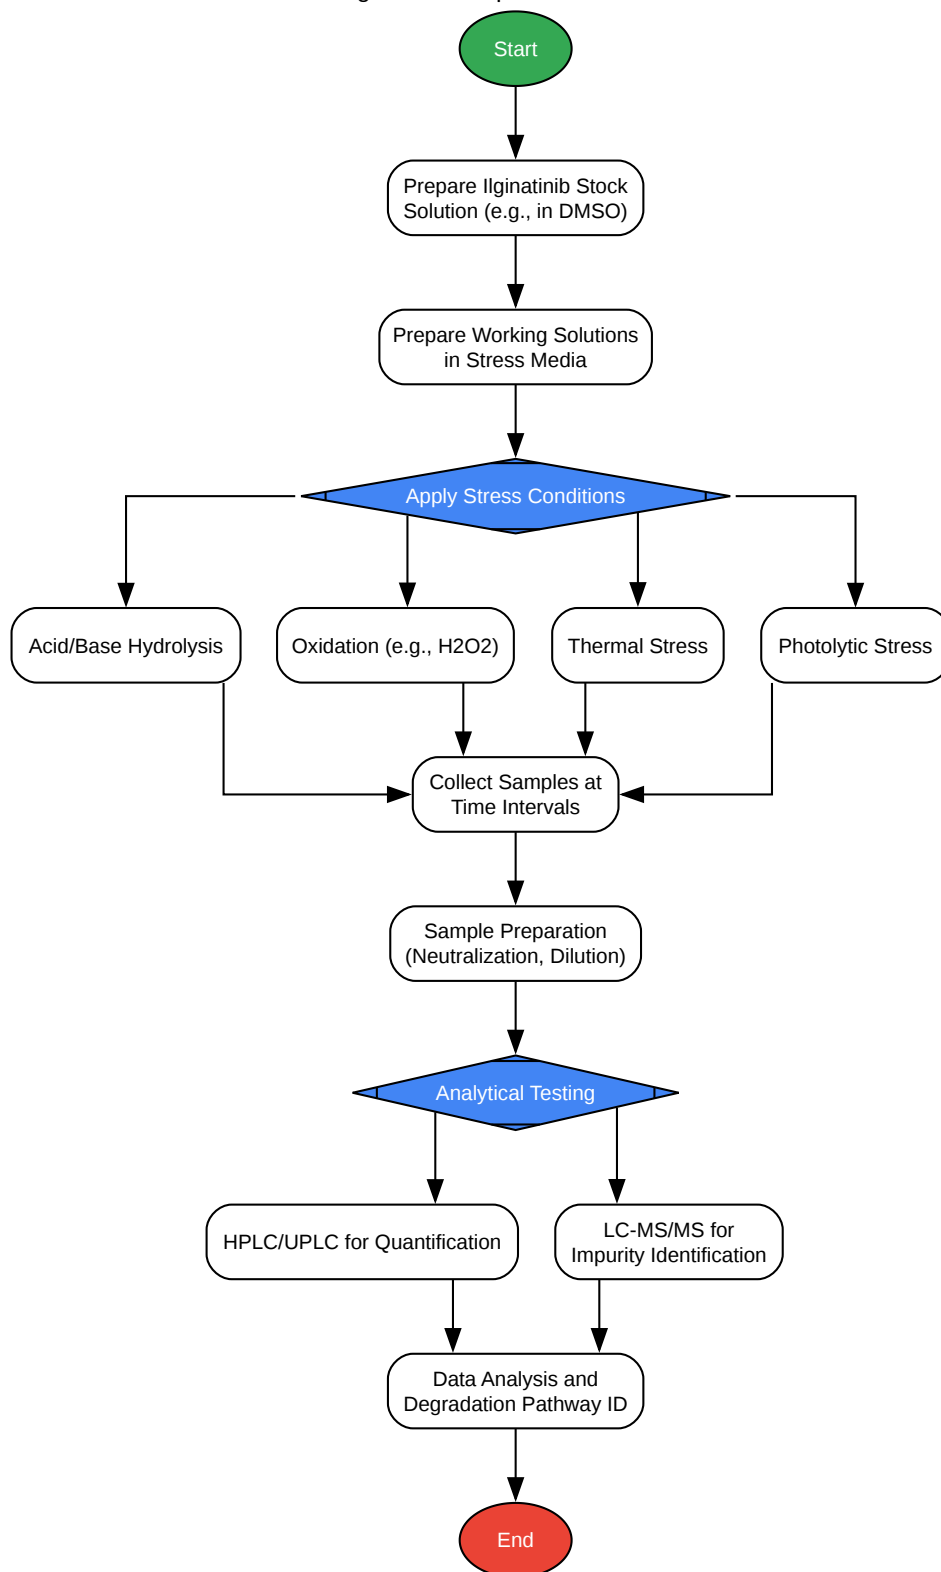 Start
Prepare Ilginatinib Stock
Solution (e.g., in DMSO)
Prepare Working Solutions
in Stress Media
Apply Stress Conditions
Acid/Base Hydrolysis
Oxidation (e.g., H2O2)
Thermal Stress
Photolytic Stress
Collect Samples at
Time Intervals
Sample Preparation
(Neutralization, Dilution)
Analytical Testing
HPLC/UPLC for Quantification
LC-MS/MS for
Impurity Identification
Data Analysis and
Degradation Pathway ID
End